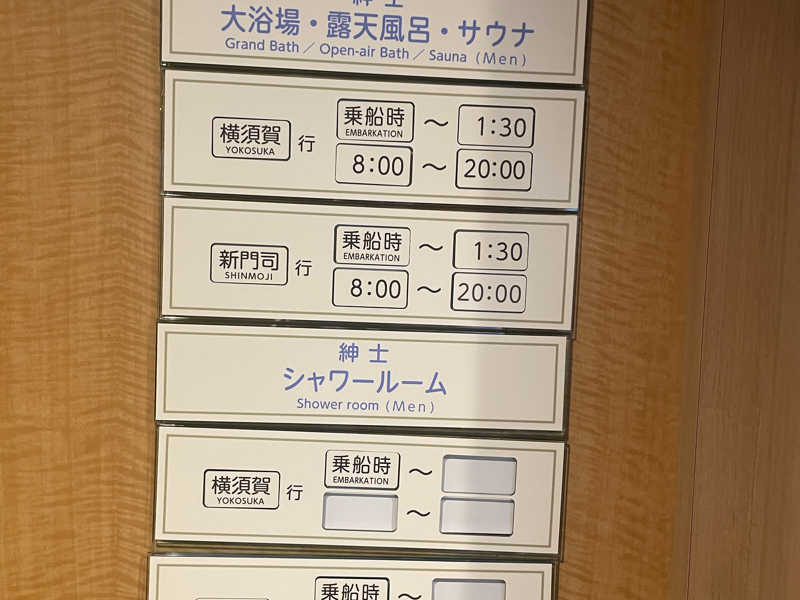 紳士
大浴場・露天風呂・サウナ
Grand Bath／Open-air Bath／Sauna（Men）
横須賀 行 乗船時 ～ 1:30
YOKOSUKA EMBARKATION
8:00 ～ 20:00
新門司 行 乗船時 ～ 1:30
SHINMOJI EMBARKATION
8:00 ～ 20:00
紳士
シャワールーム
Shower room（Men）
横須賀 行 乗船時 ～
YOKOSUKA EMBARKATION
～
乗船時 ～